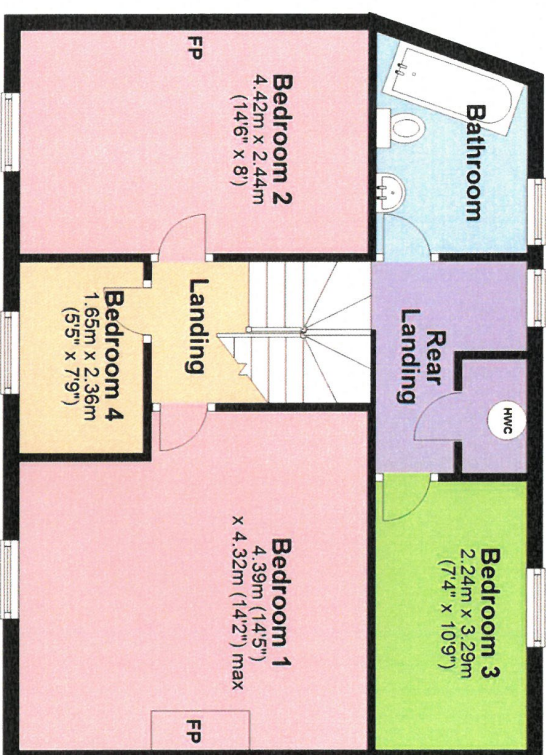 Bathroom
HWC
Rear
Landing
Bedroom 3
2.24m x 3.29m
(7'4" x 10'9")
FP
Bedroom 2
4.42m x 2.44m
(14'6" x 8')
Landing
Bedroom 4
1.65m x 2.36m
(5'5" x 7'9")
Bedroom 1
4.39m (14'5")
x 4.32m (14'2") max
FP